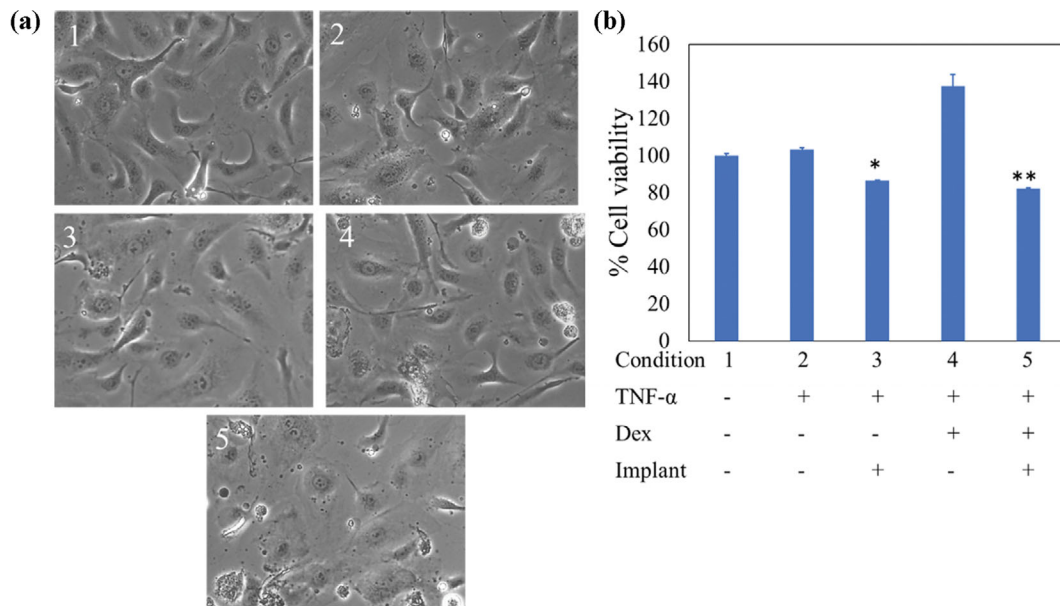 (a)
1
2
3
4
5
(b)
% Cell viability
160
140
120
100
80
60
40
20
0
*
**
Condition 1 2 3 4 5
TNF-α - + + + +
Dex - - - + +
Implant - - + - +